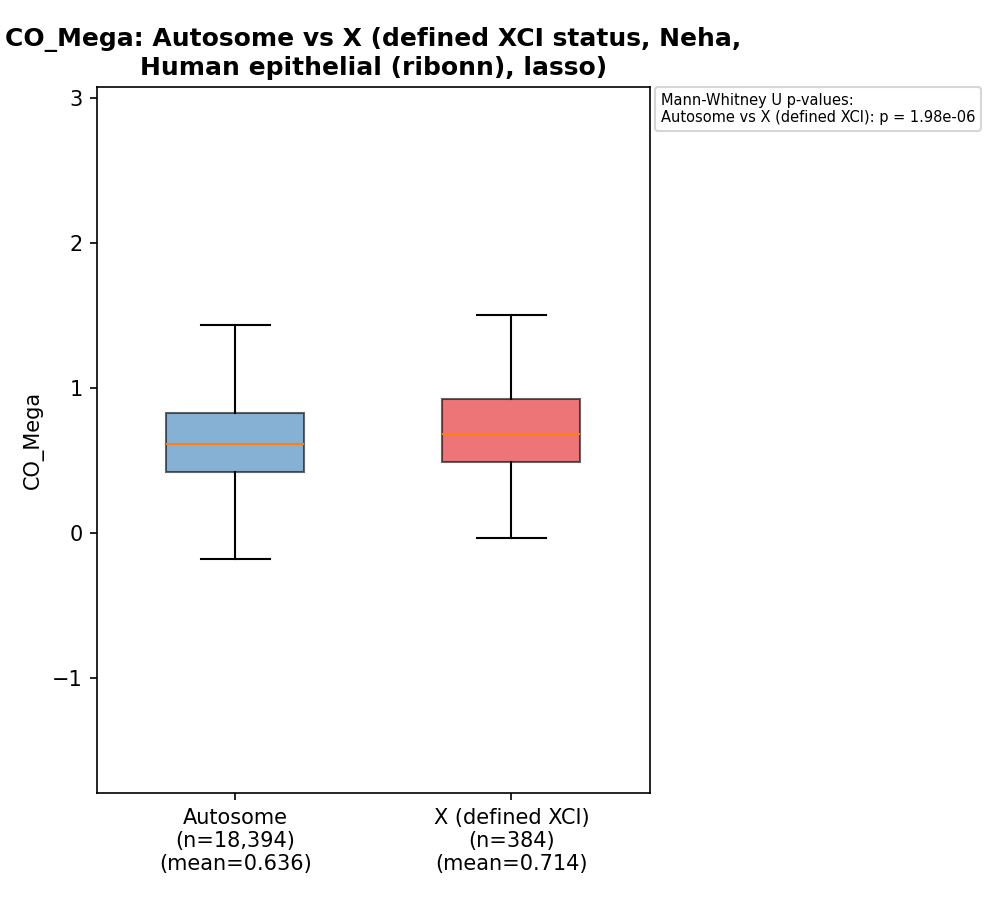 CO_Mega: Autosome vs X (defined XCI status, Neha,
Human epithelial (ribonn), lasso)
Mann-Whitney U p-values:
Autosome vs X (defined XCI): p = 1.98e-06
3
2
1
0
−1
CO_Mega
Autosome
(n=18,394)
(mean=0.636)
X (defined XCI)
(n=384)
(mean=0.714)